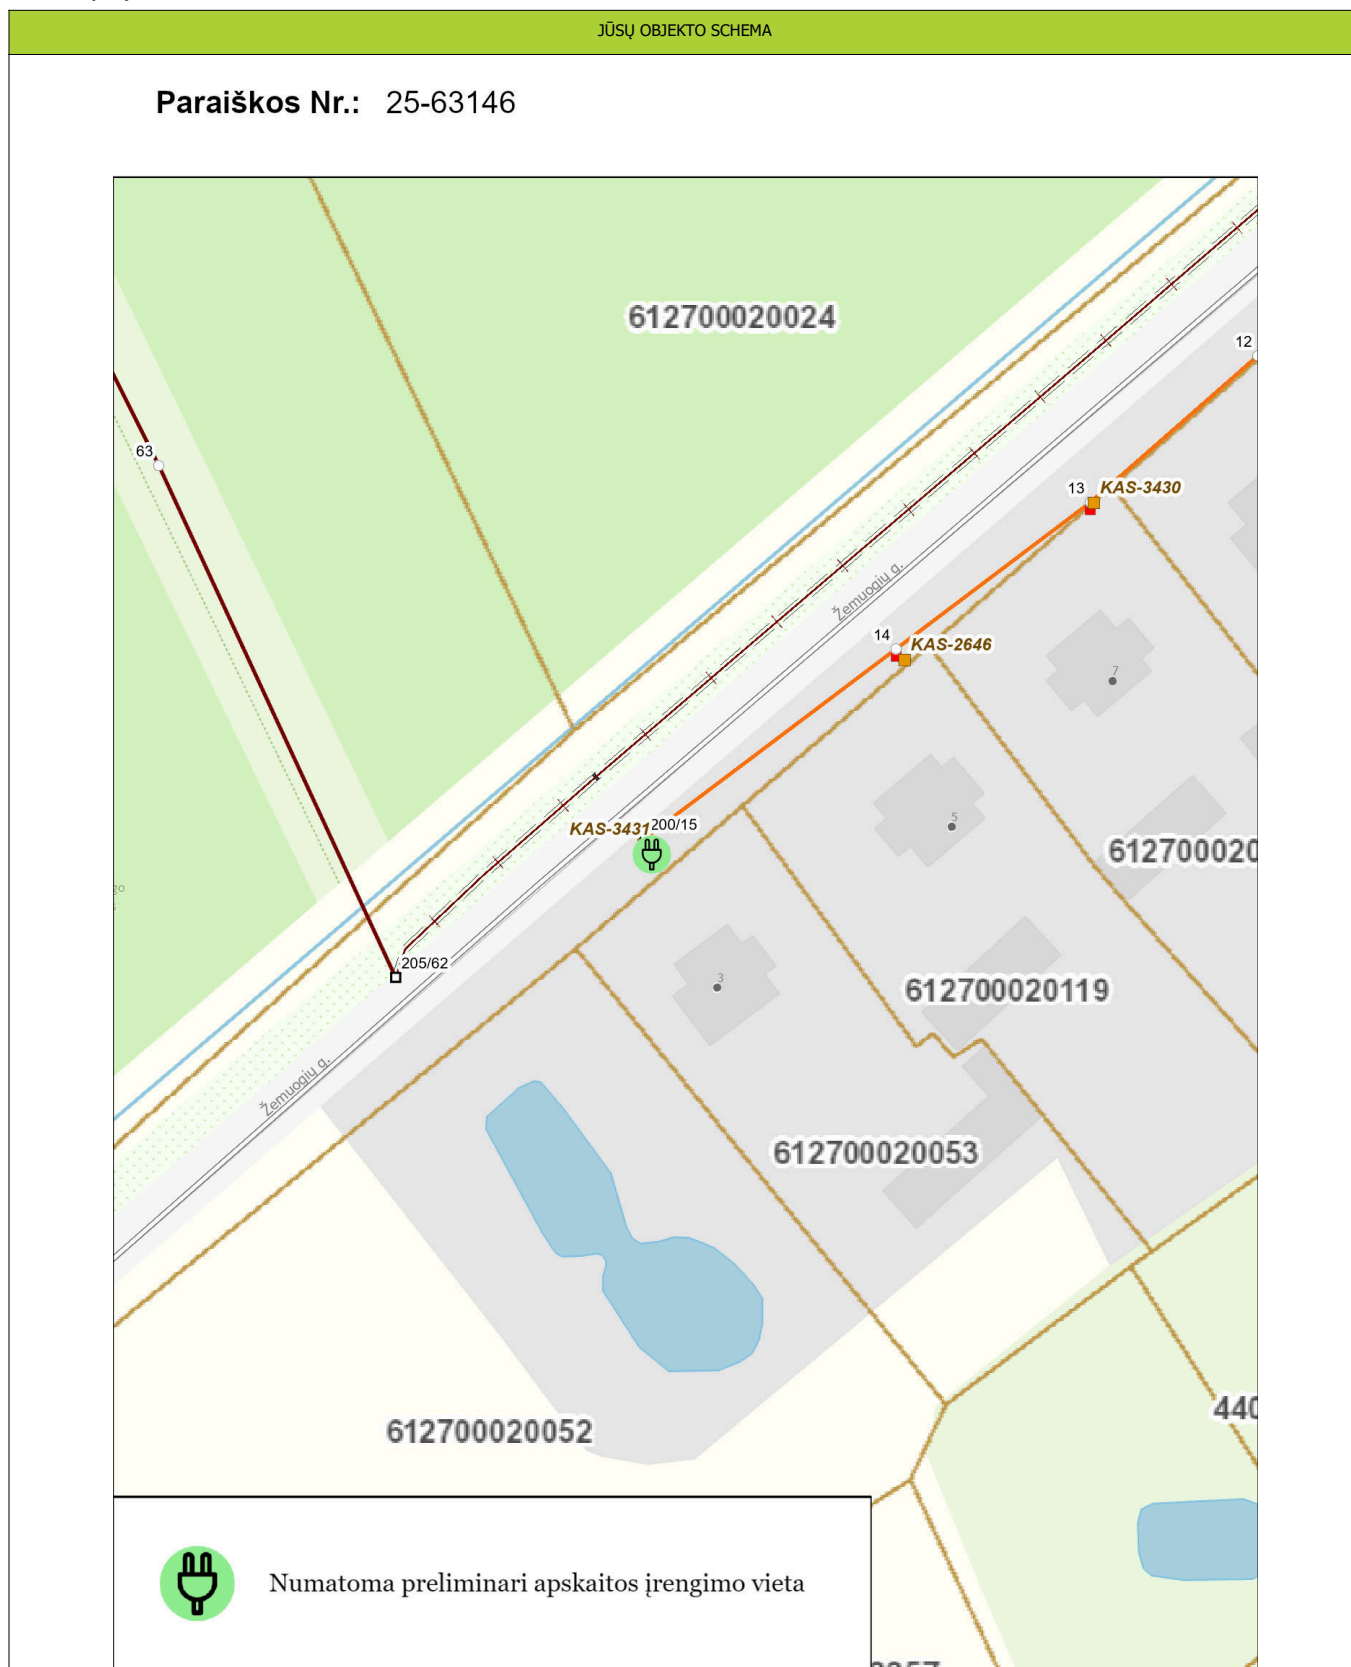 JŪSŲ OBJEKTO SCHEMA
Paraiškos Nr.: 25-63146
612700020024
12
63
13
KAS-3430
Žemuogių g.
14
KAS-2646
7
KAS-3431
200/15
5
612700020
go
205/62
3
612700020119
Žemuogių g.
612700020053
440
612700020052
Numatoma preliminari apskaitos įrengimo vieta